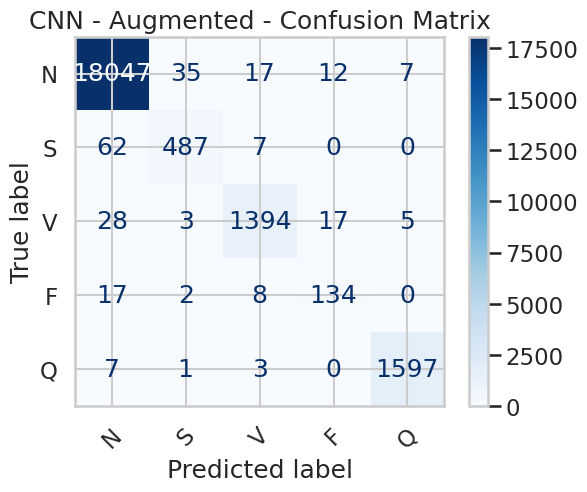 CNN - Augmented - Confusion Matrix
N 18047 35 17 12 7
S 62 487 7 0 0
V 28 3 1394 17 5
F 17 2 8 134 0
Q 7 1 3 0 1597
N S V F Q
True label
Predicted label
17500
15000
12500
10000
7500
5000
2500
0